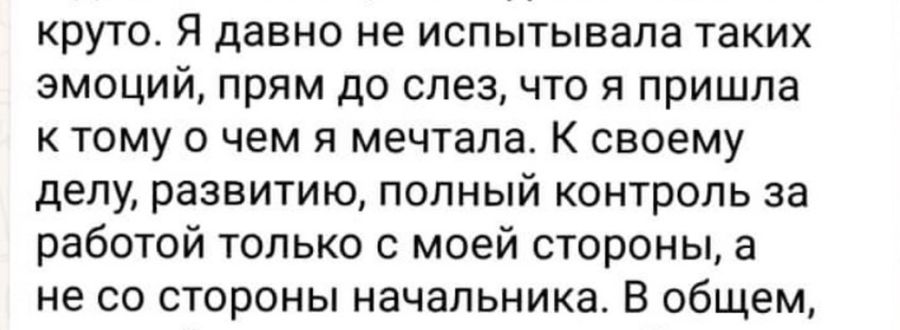 круто. Я давно не испытывала таких
эмоций, прям до слез, что я пришла
к тому о чем я мечтала. К своему
делу, развитию, полный контроль за
работой только с моей стороны, а
не со стороны начальника. В общем,